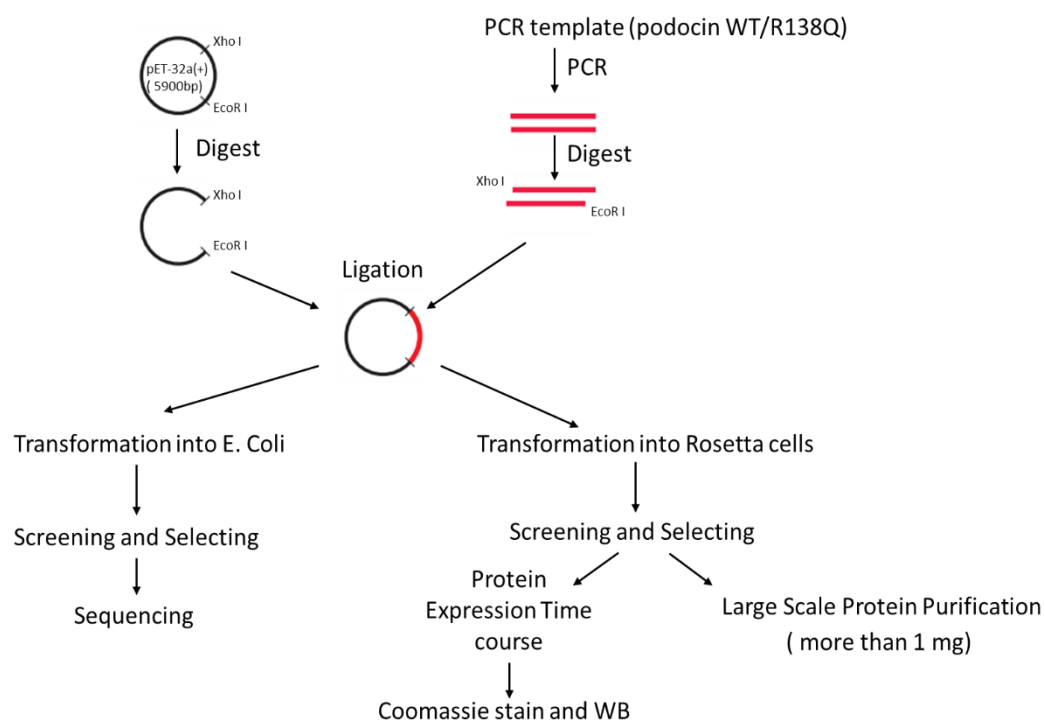 PCR template (podocin WT/R138Q)
Xho I
pET-32a(+)
( 5900bp)
EcoR I
PCR
Digest
Digest
Xho I
EcoR I
Xho I
EcoR I
Ligation
Transformation into E. Coli
Transformation into Rosetta cells
Screening and Selecting
Screening and Selecting
Sequencing
Protein
Expression Time
course
Large Scale Protein Purification
( more than 1 mg)
Coomassie stain and WB